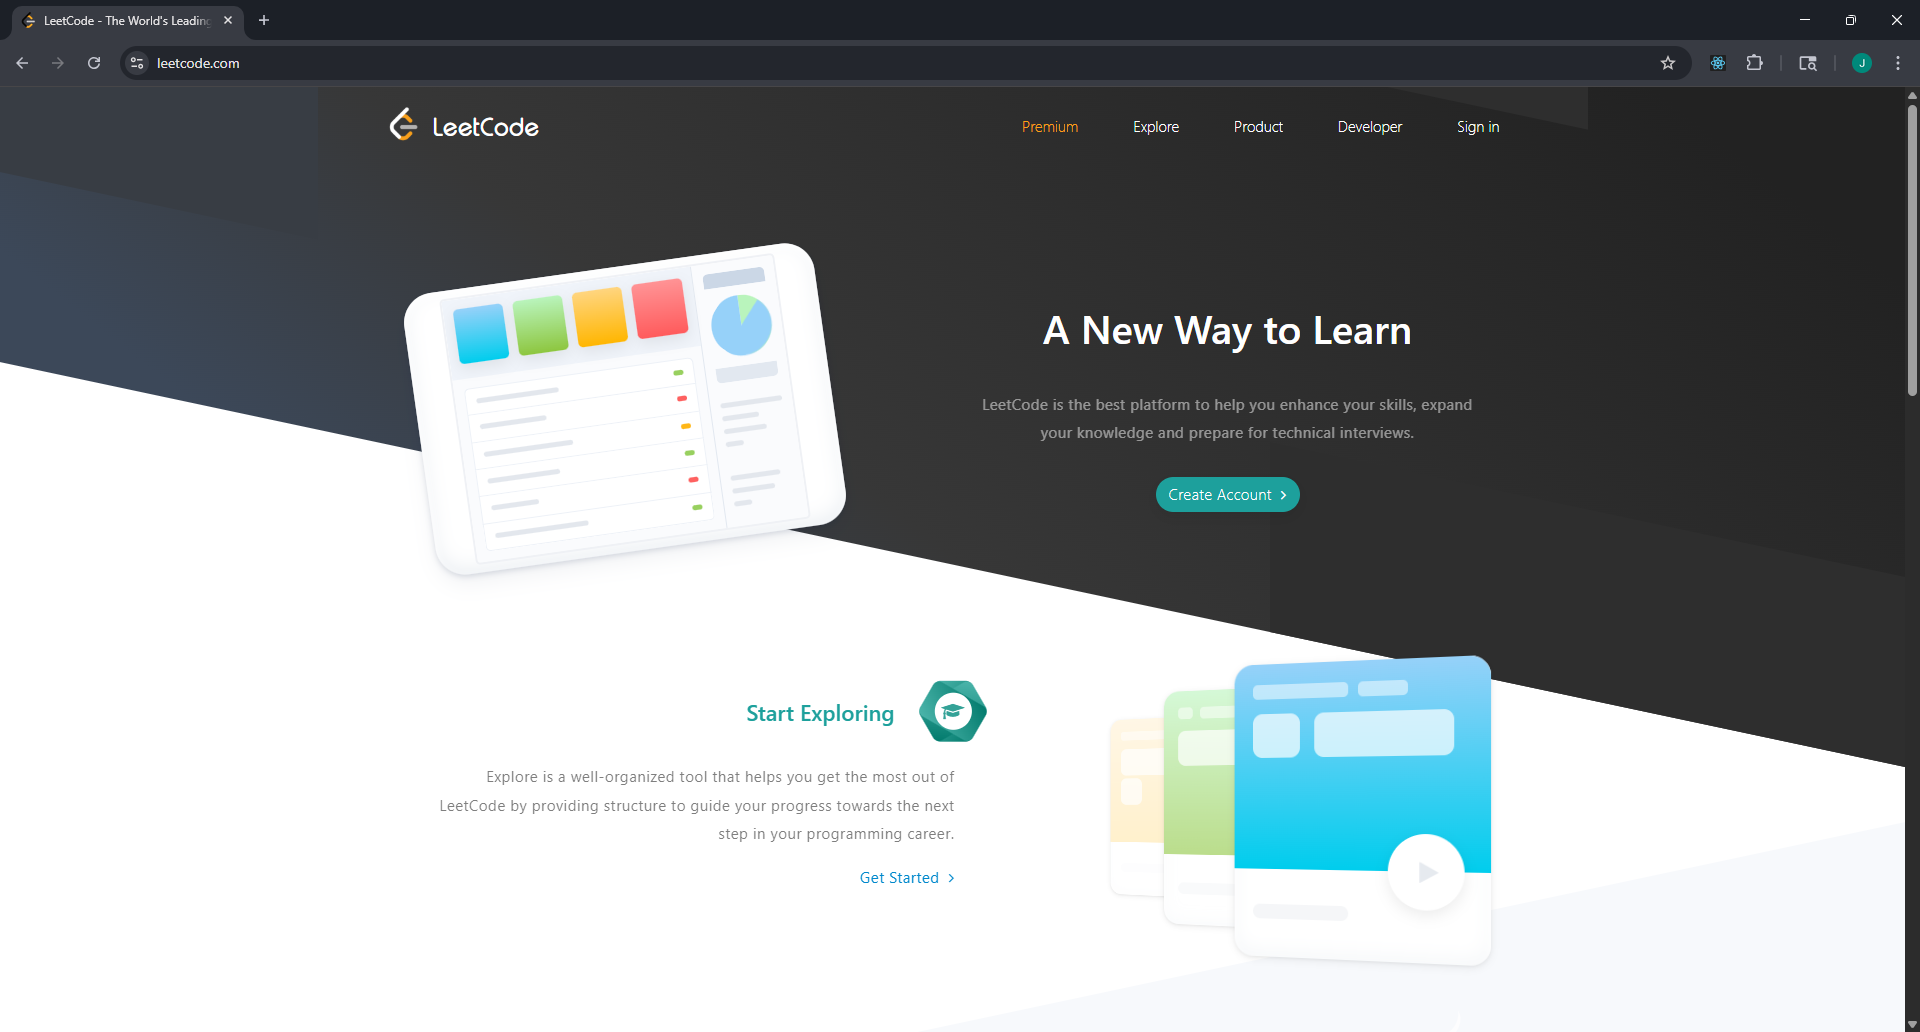 LeetCode - The World's Leading
leetcode.com
J
LeetCode
Premium
Explore
Product
Developer
Sign in
A New Way to Learn
LeetCode is the best platform to help you enhance your skills, expand
your knowledge and prepare for technical interviews.
Create Account
Start Exploring
Explore is a well-organized tool that helps you get the most out of
LeetCode by providing structure to guide your progress towards the next
step in your programming career.
Get Started